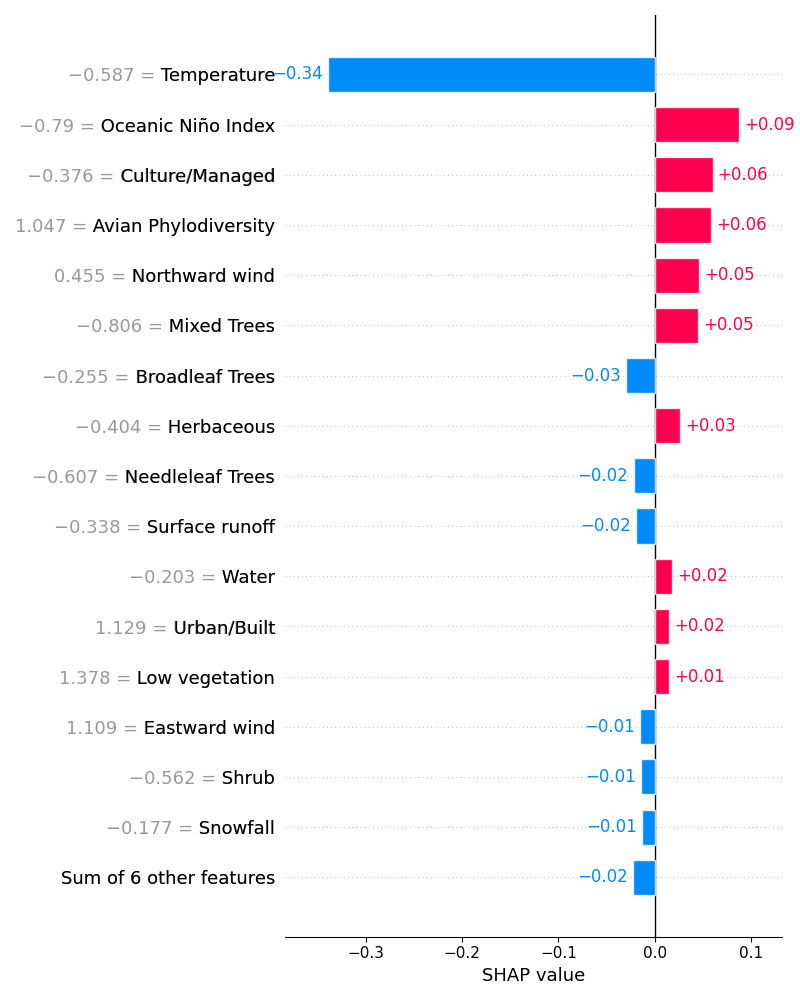 −0.587 = Temperature −0.34
−0.79 = Oceanic Niño Index +0.09
−0.376 = Culture/Managed +0.06
1.047 = Avian Phylodiversity +0.06
0.455 = Northward wind +0.05
−0.806 = Mixed Trees +0.05
−0.255 = Broadleaf Trees −0.03
−0.404 = Herbaceous +0.03
−0.607 = Needleleaf Trees −0.02
−0.338 = Surface runoff −0.02
−0.203 = Water +0.02
1.129 = Urban/Built +0.02
1.378 = Low vegetation +0.01
1.109 = Eastward wind −0.01
−0.562 = Shrub −0.01
−0.177 = Snowfall −0.01
Sum of 6 other features −0.02
−0.3 −0.2 −0.1 0.0 0.1
SHAP value